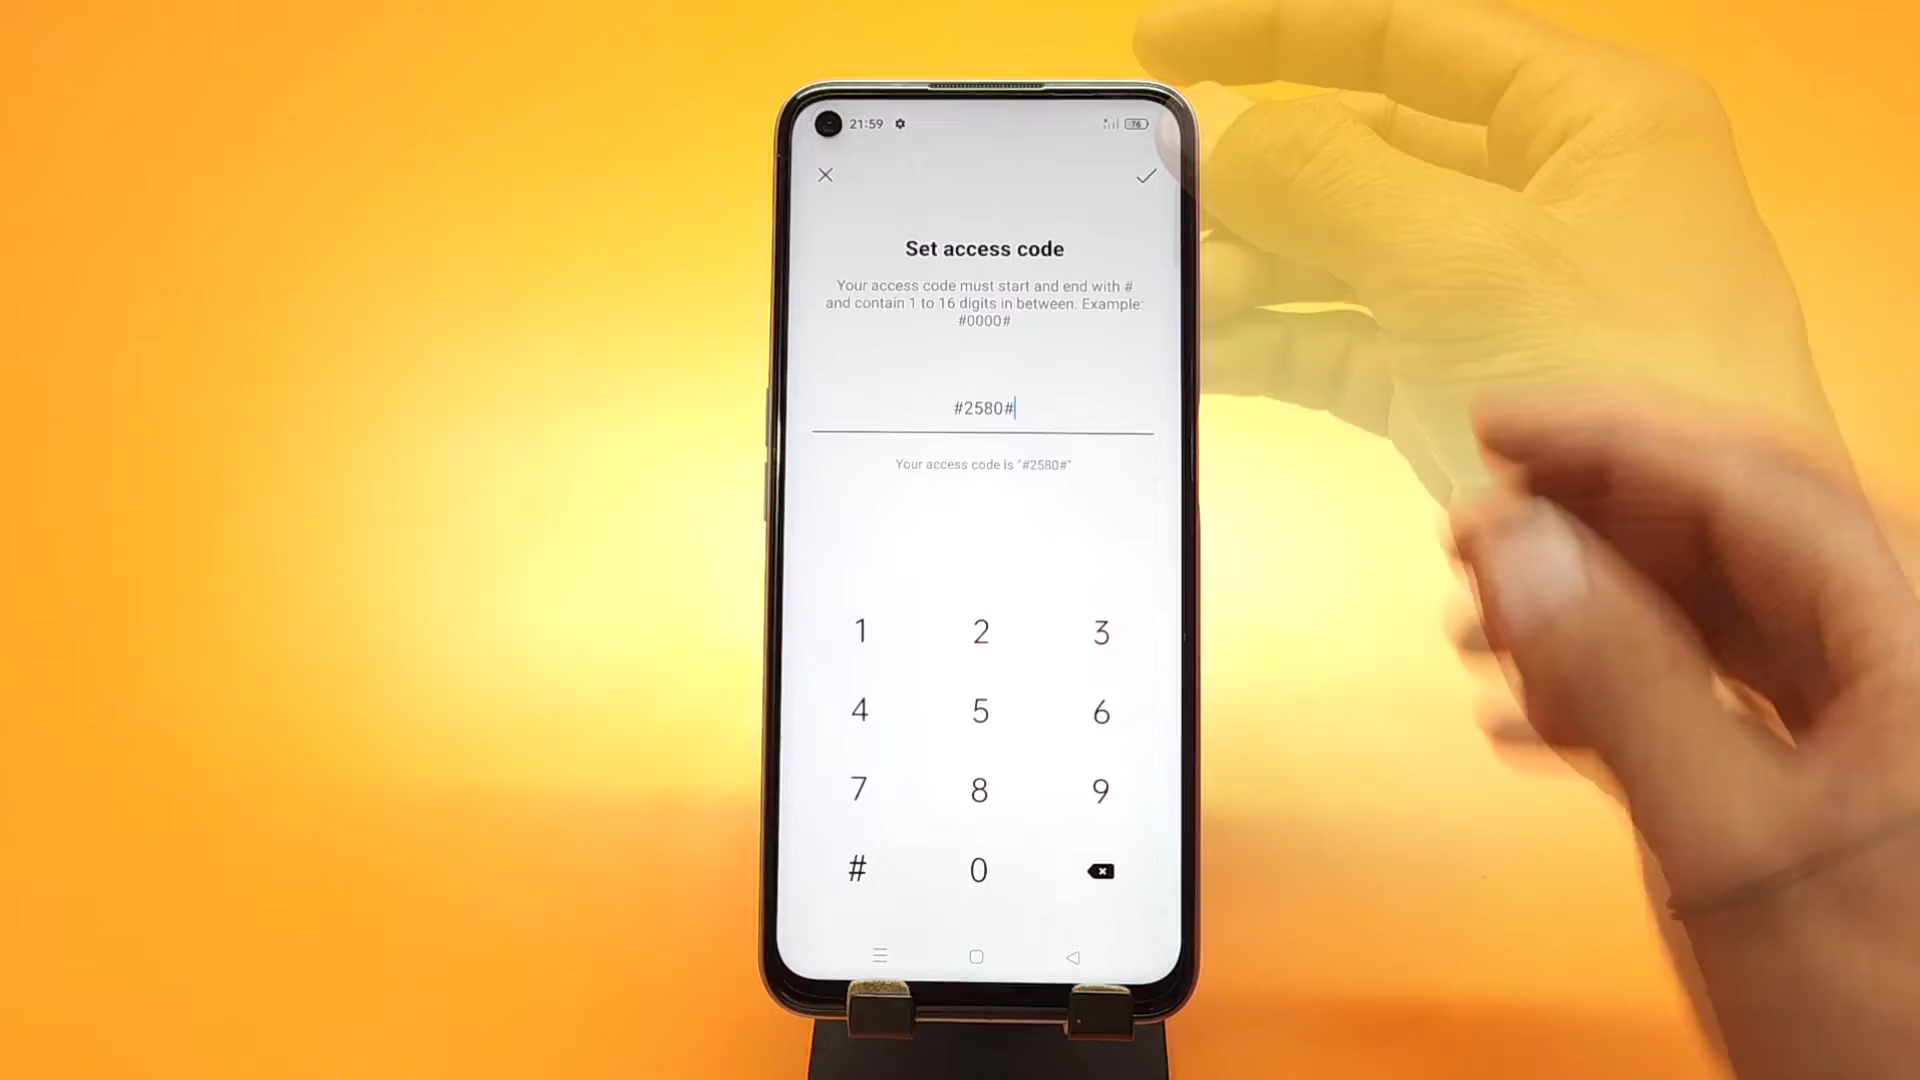 21:59
76
Set access code
Your access code must start and end with #
and contain 1 to 16 digits in between. Example:
#0000#
#2580#
Your access code is "#2580#"
1 2 3
4 5 6
7 8 9
# 0